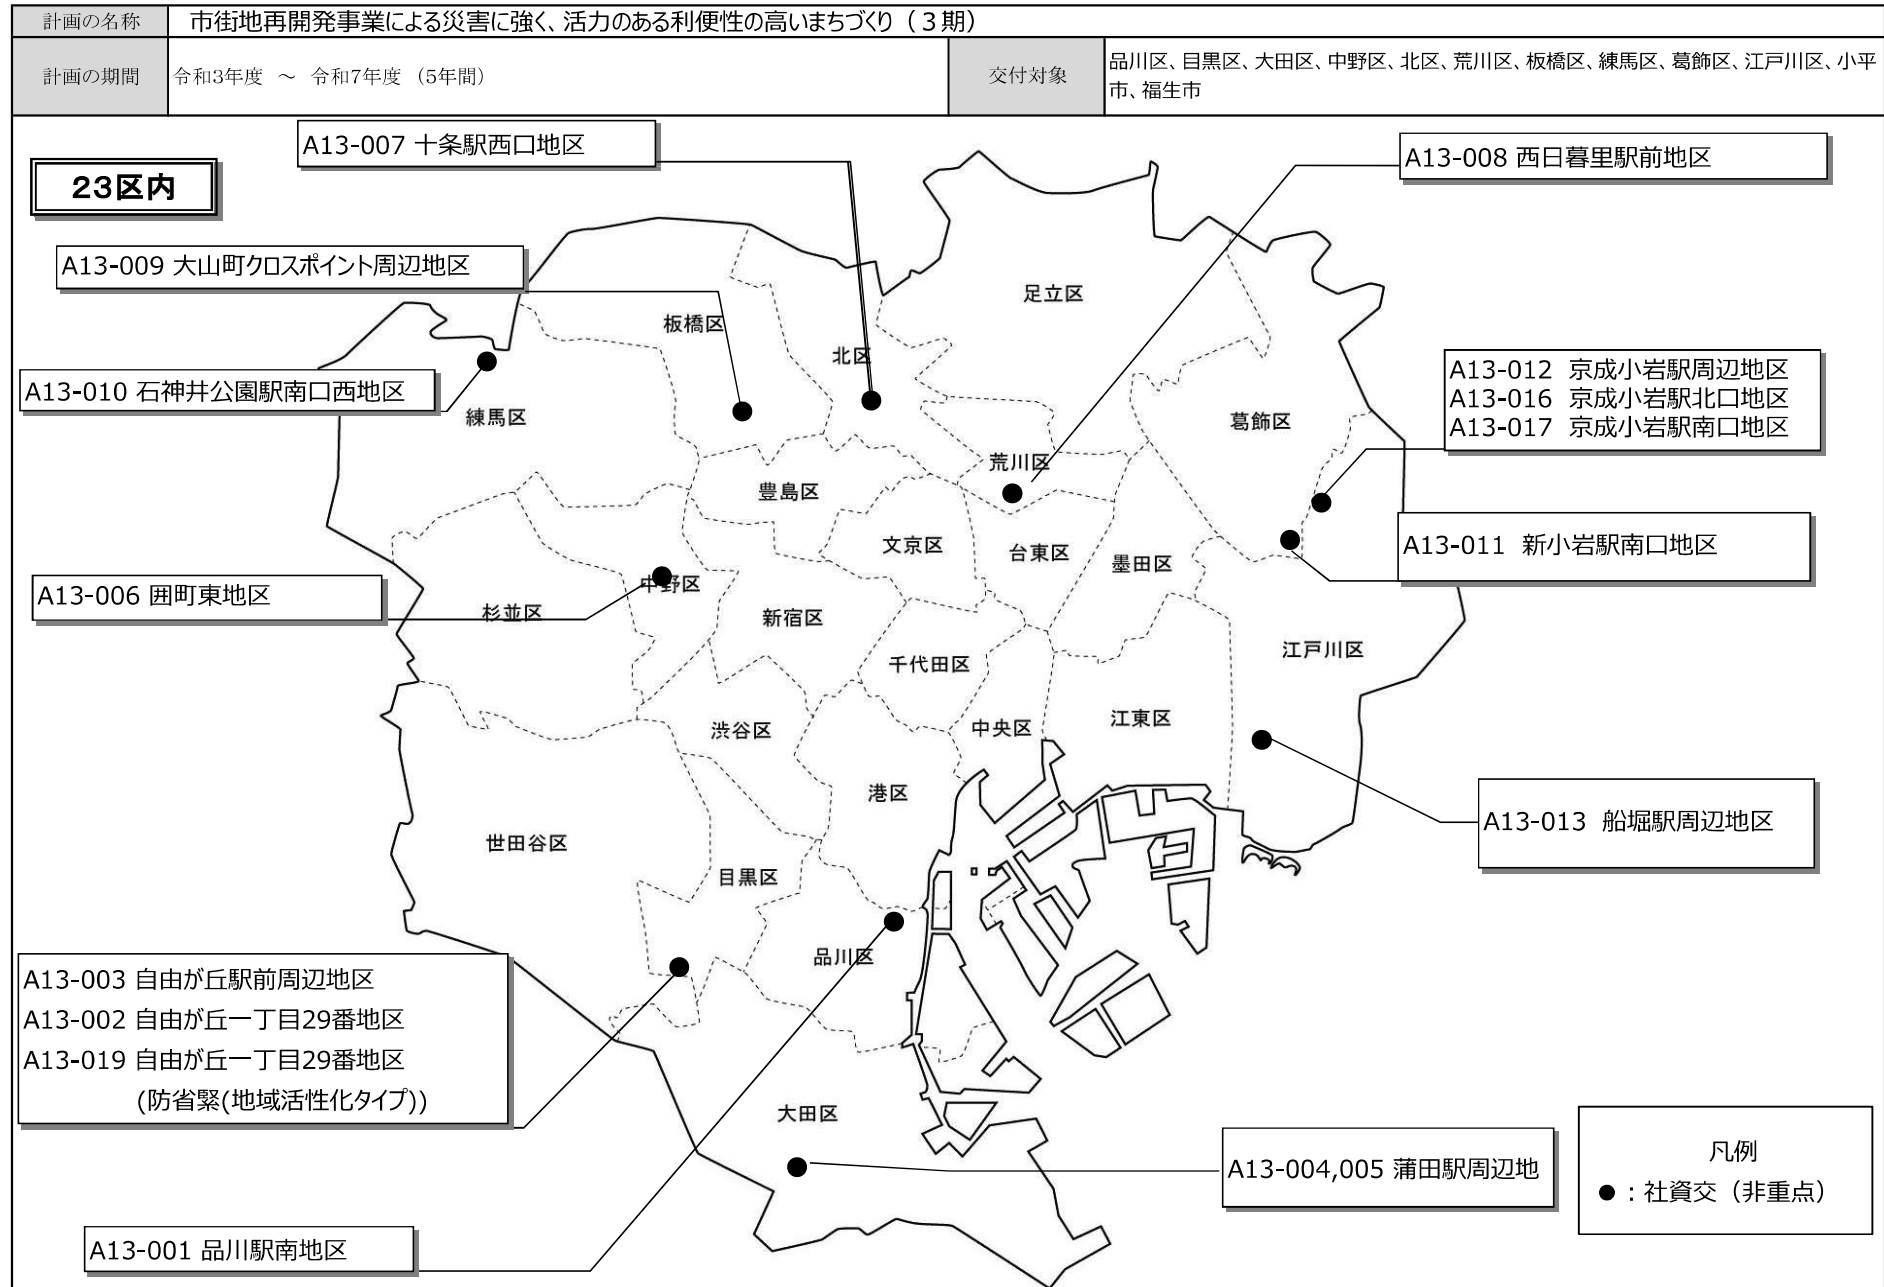 計画の名称
市街地再開発事業による災害に強く、活力のある利便性の高いまちづくり（３期）
計画の期間
令和3年度 ～ 令和7年度 （5年間）
交付対象
品川区、目黒区、大田区、中野区、北区、荒川区、板橋区、練馬区、葛飾区、江戸川区、小平
市、福生市
23区内
A13-007 十条駅西口地区
A13-008 西日暮里駅前地区
A13-009 大山町クロスポイント周辺地区
足立区
板橋区
北区
A13-010 石神井公園駅南口西地区
練馬区
A13-012 京成小岩駅周辺地区
A13-016 京成小岩駅北口地区
A13-017 京成小岩駅南口地区
葛飾区
荒川区
豊島区
文京区
台東区
墨田区
A13-011 新小岩駅南口地区
A13-006 囲町東地区
中野区
杉並区
新宿区
千代田区
江戸川区
渋谷区
中央区
江東区
港区
A13-013 船堀駅周辺地区
世田谷区
目黒区
品川区
A13-003 自由が丘駅前周辺地区
A13-002 自由が丘一丁目29番地区
A13-019 自由が丘一丁目29番地区
(防省緊(地域活性化タイプ))
大田区
A13-004,005 蒲田駅周辺地
凡例
●：社資交（非重点）
A13-001 品川駅南地区